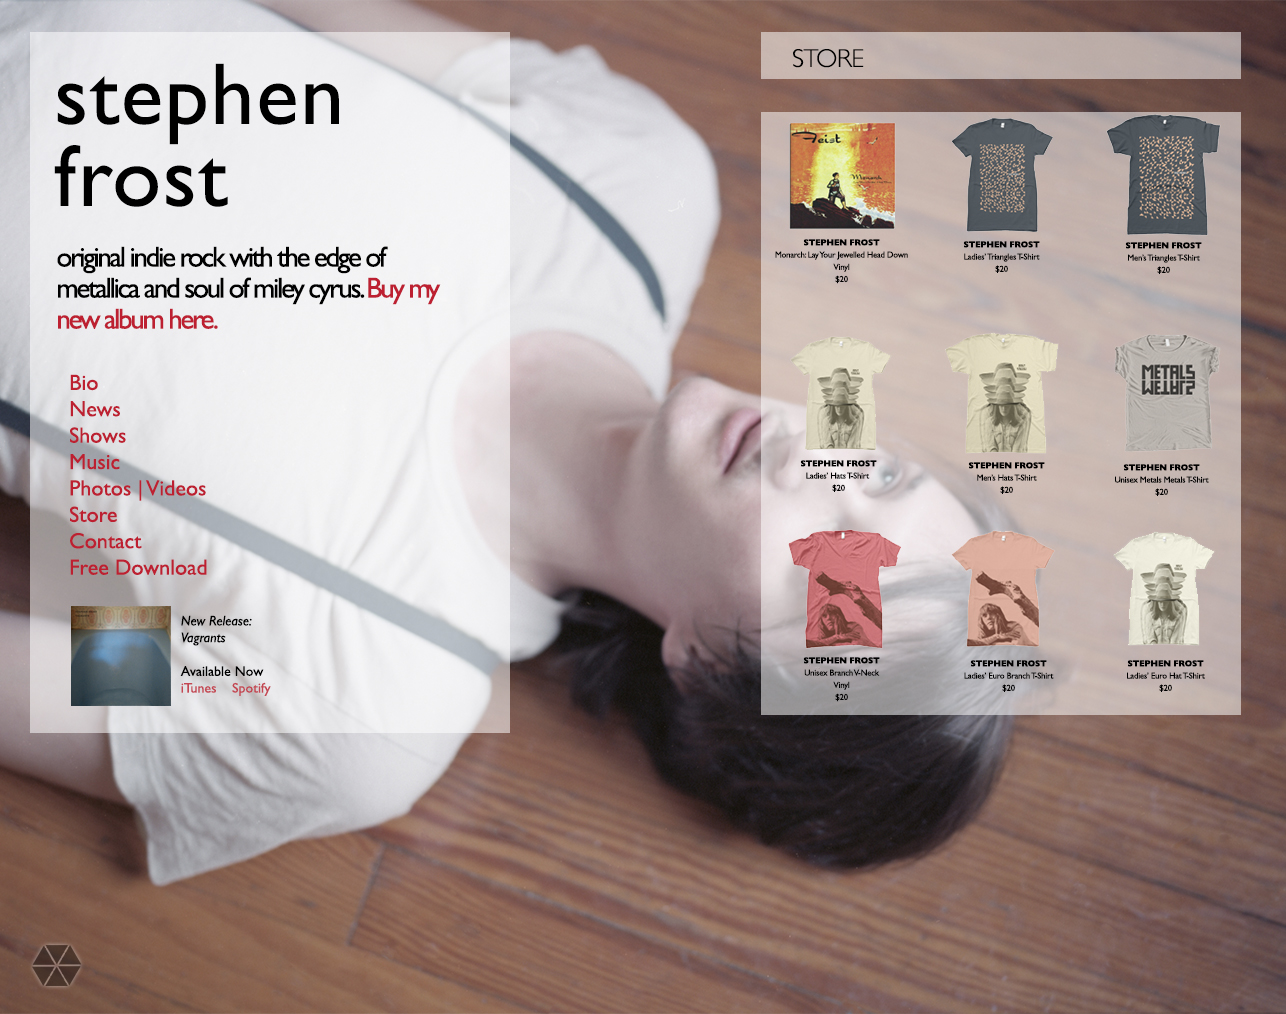 stephen
frost
original indie rock with the edge of
metallica and soul of miley cyrus. Buy my
new album here.
Bio
News
Shows
Music
Photos | Videos
Store
Contact
Free Download
New Release:
Vagrants
Available Now
iTunes Spotify
STORE
Feist
Monarch
STEPHEN FROST
Monarch: Lay Your Jewelled Head Down
Vinyl
$20
STEPHEN FROST
Ladies' Triangles T-Shirt
$20
STEPHEN FROST
Men's Triangles T-Shirt
$20
METALS
METALS
STEPHEN FROST
Ladies' Hats T-Shirt
$20
STEPHEN FROST
Men's Hats T-Shirt
$20
STEPHEN FROST
Unisex Metals Metals T-Shirt
$20
STEPHEN FROST
Unisex Branch V-Neck
Vinyl
$20
STEPHEN FROST
Ladies' Euro Branch T-Shirt
$20
STEPHEN FROST
Ladies' Euro Hat T-Shirt
$20